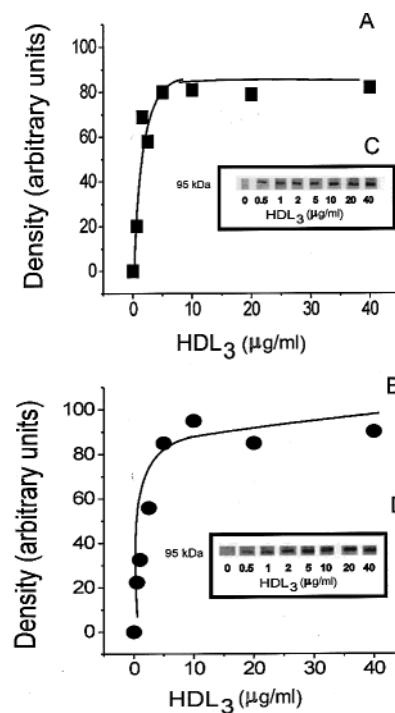 A
Density (arbitrary units)
100
80
60
40
20
0
C
95 kDa
0 0.5 1 2 5 10 20 40
HDL3 (μg/ml)
0 10 20 30 40
HDL3 (μg/ml)
B
Density (arbitrary units)
100
80
60
40
20
0
95 kDa
0 0.5 1 2 5 10 20 40
HDL3 (μg/ml)
0 10 20 30 40
HDL3 (μg/ml)